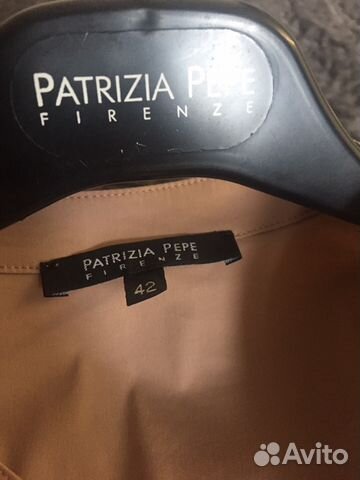 PATRIZIA PEPE
FIRENZE
PATRIZIA PEPE
FIRENZE
42
Avito